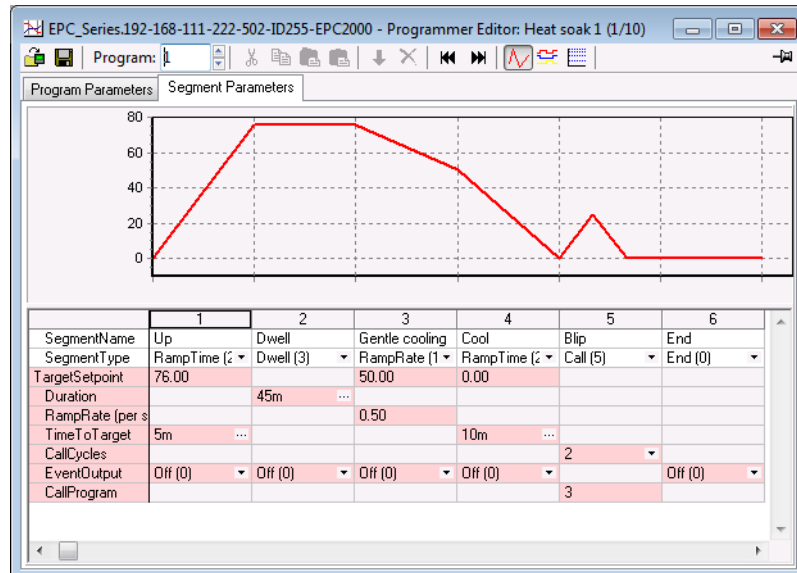 EPC_Series.192-168-111-222-502-ID255-EPC2000 - Programmer Editor: Heat soak 1 (1/10)
Program: 1
Program Parameters Segment Parameters
80
60
40
20
0
1 2 3 4 5 6
SegmentName Up Dwell Gentle cooling Cool Blip End
SegmentType RampTime (2 Dwell (3) RampRate (1 RampTime (2 Call (5) End (0)
TargetSetpoint 76.00 50.00 0.00
Duration 45m ...
RampRate (per s 0.50
TimeToTarget 5m ... 10m ...
CallCycles 2
EventOutput Off (0) Off (0) Off (0) Off (0) Off (0)
CallProgram 3